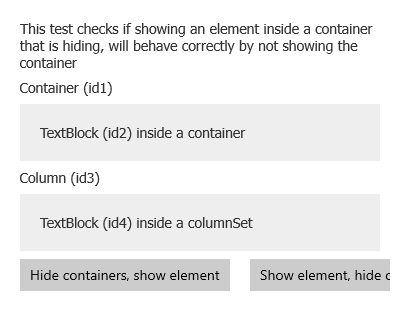 This test checks if showing an element inside a container
that is hiding, will behave correctly by not showing the
container
Container (id1)
TextBlock (id2) inside a container
Column (id3)
TextBlock (id4) inside a columnSet
Hide containers, show element
Show element, hide